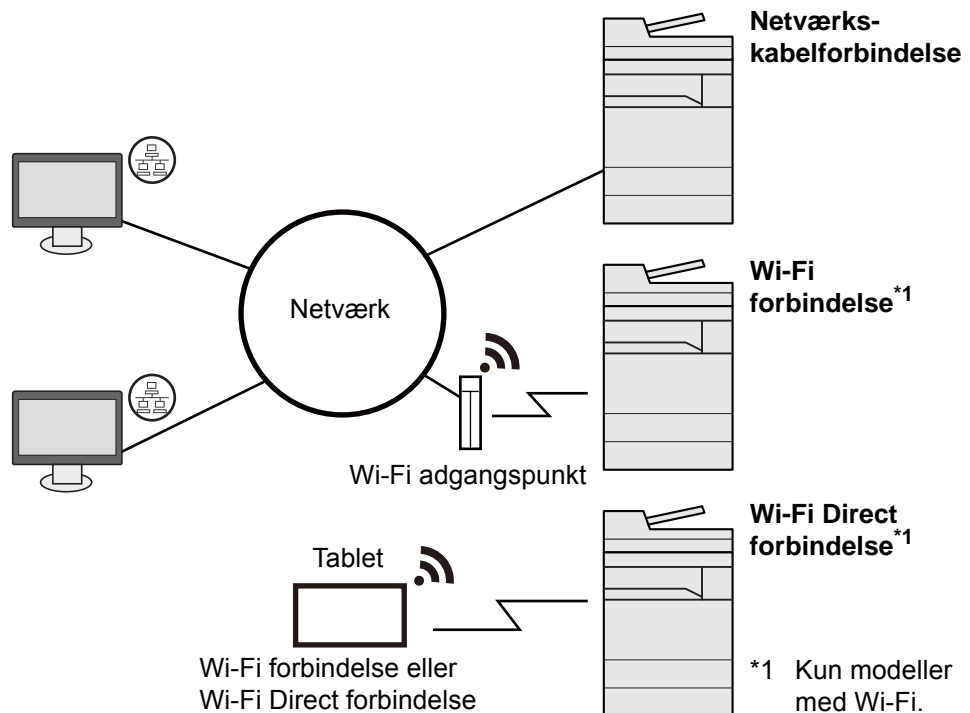 Netværks-
kabelforbindelse
Netværk
Wi-Fi
forbindelse*1
Wi-Fi adgangspunkt
Wi-Fi Direct
forbindelse*1
Tablet
Wi-Fi forbindelse eller
Wi-Fi Direct forbindelse
*1 Kun modeller
med Wi-Fi.